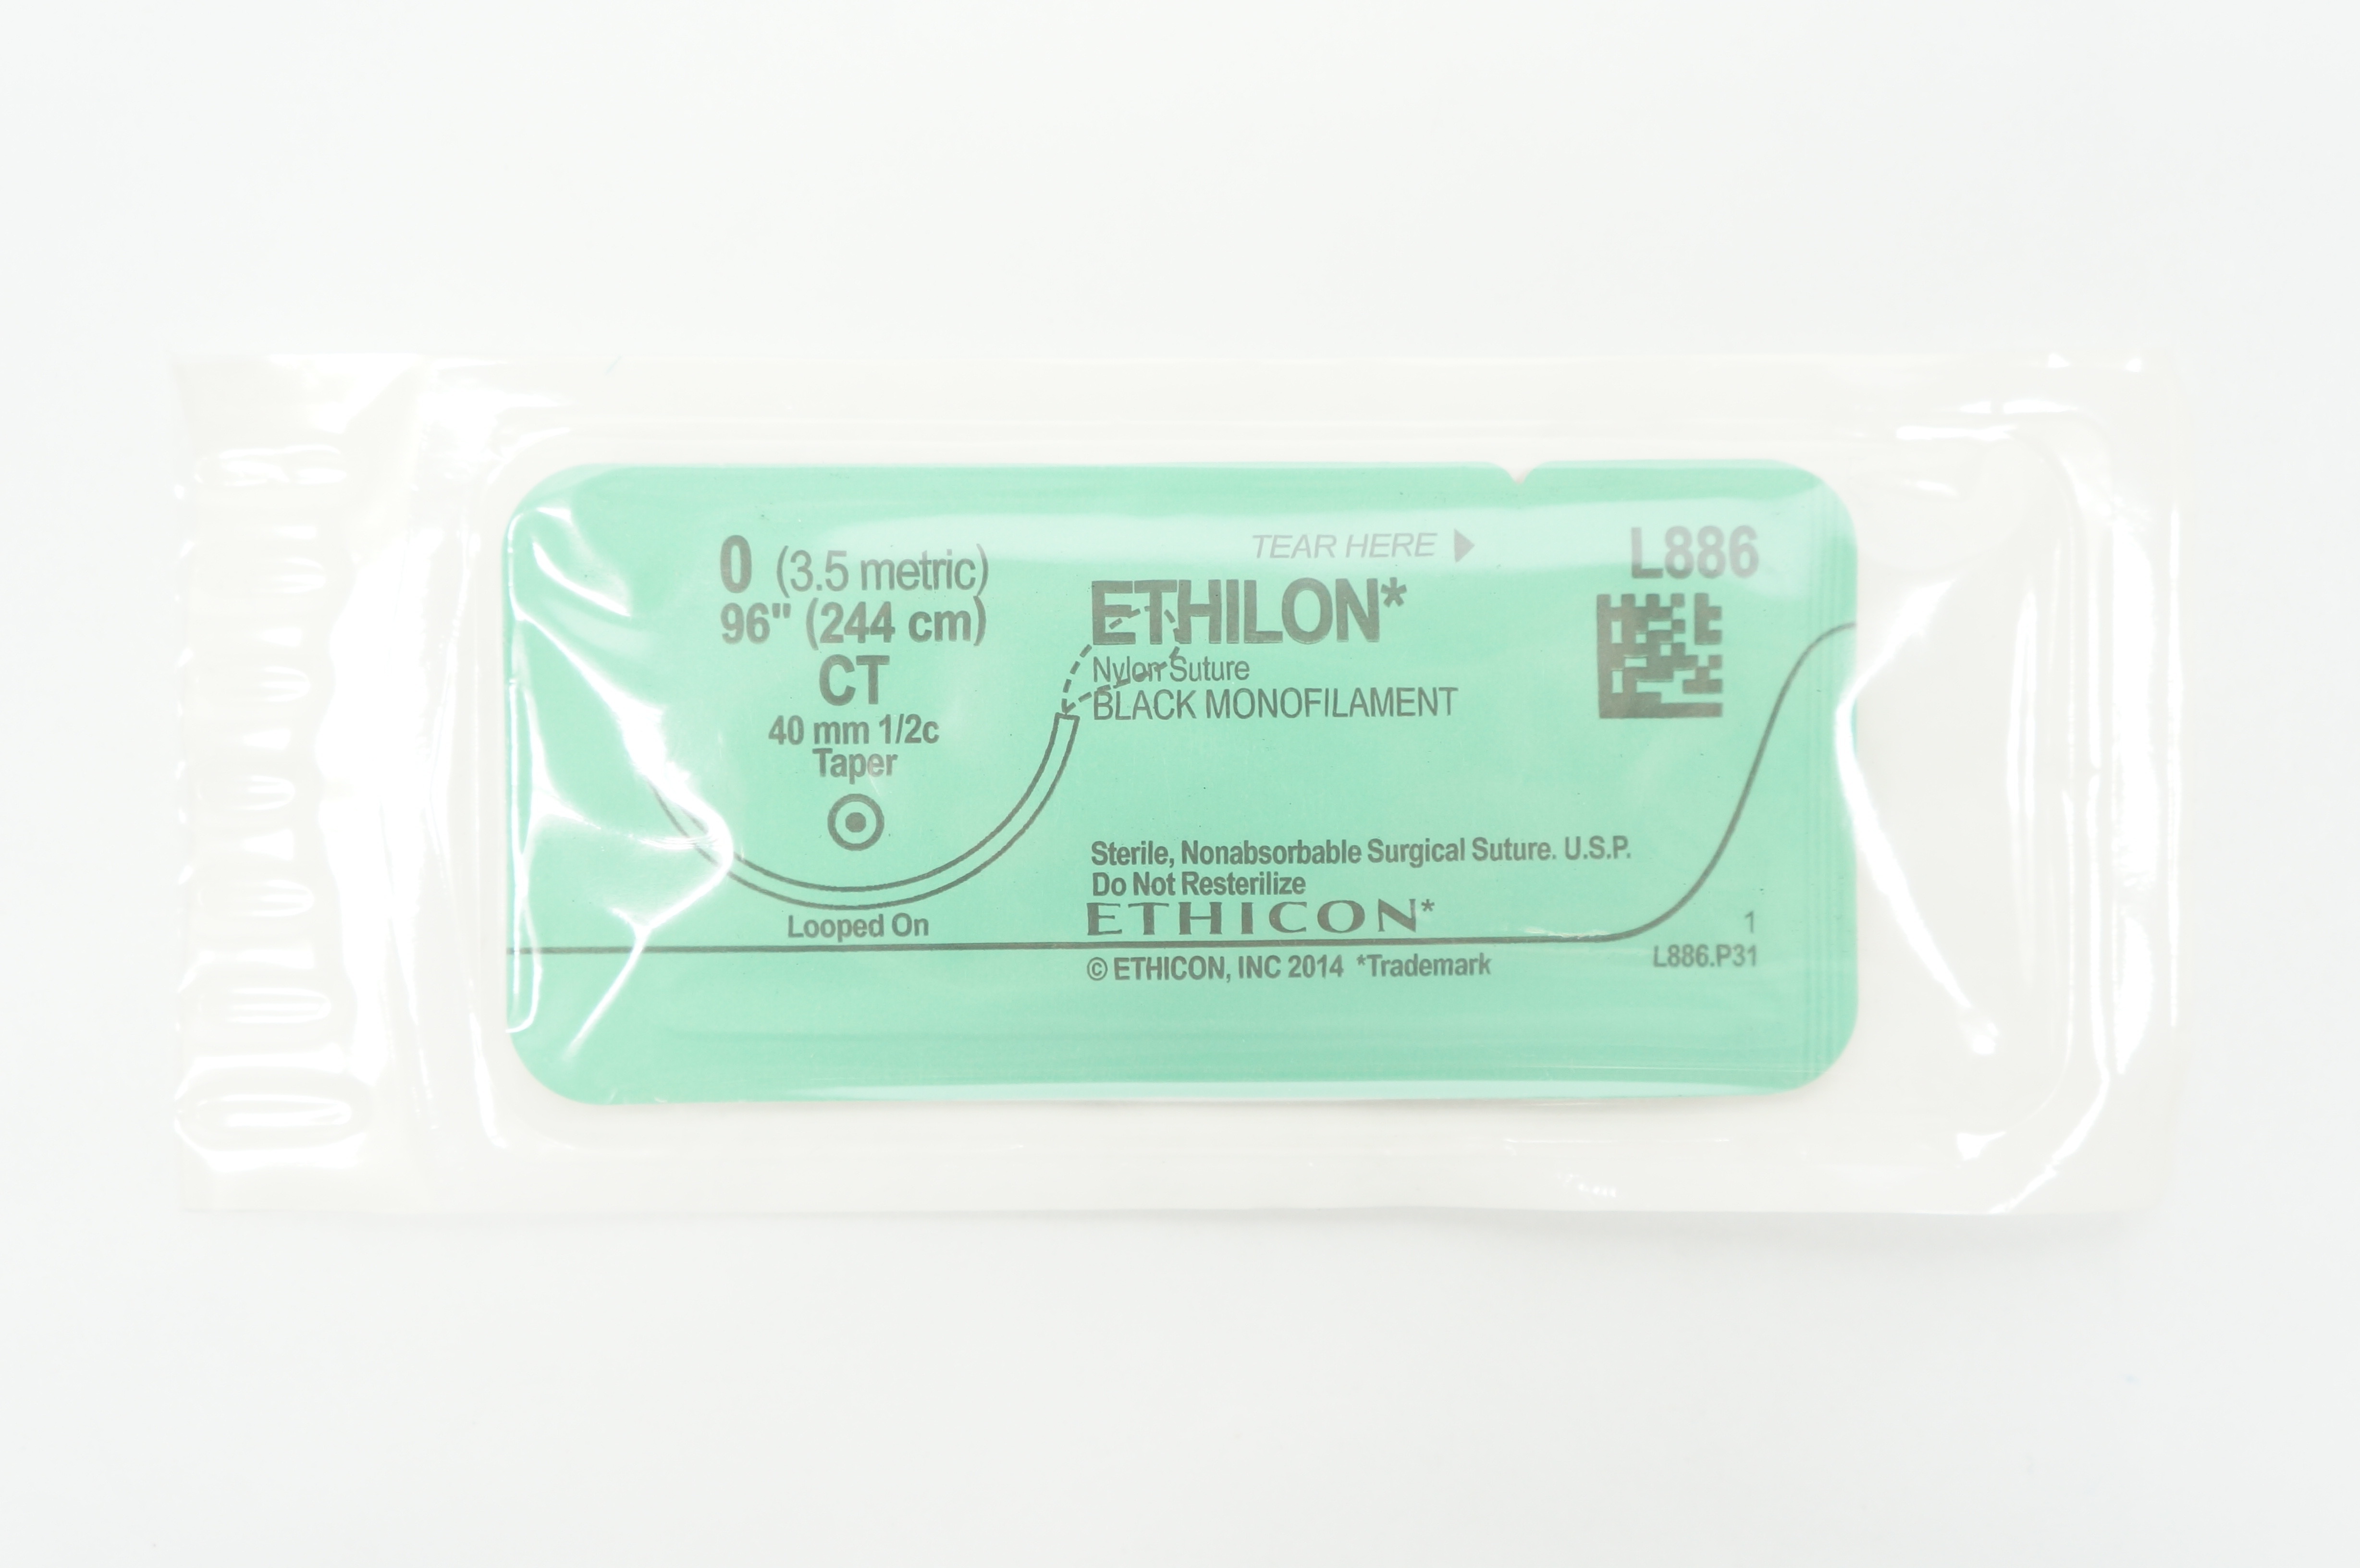 0 (3.5 metric)
96" (244 cm)
CT
40 mm 1/2c
Taper
Looped On
TEAR HERE
ETHILON*
Nylon Suture
BLACK MONOFILAMENT
Sterile, Nonabsorbable Surgical Suture. U.S.P.
Do Not Resterilize
ETHICON*
© ETHICON, INC 2014 *Trademark
L886
1
L886.P31